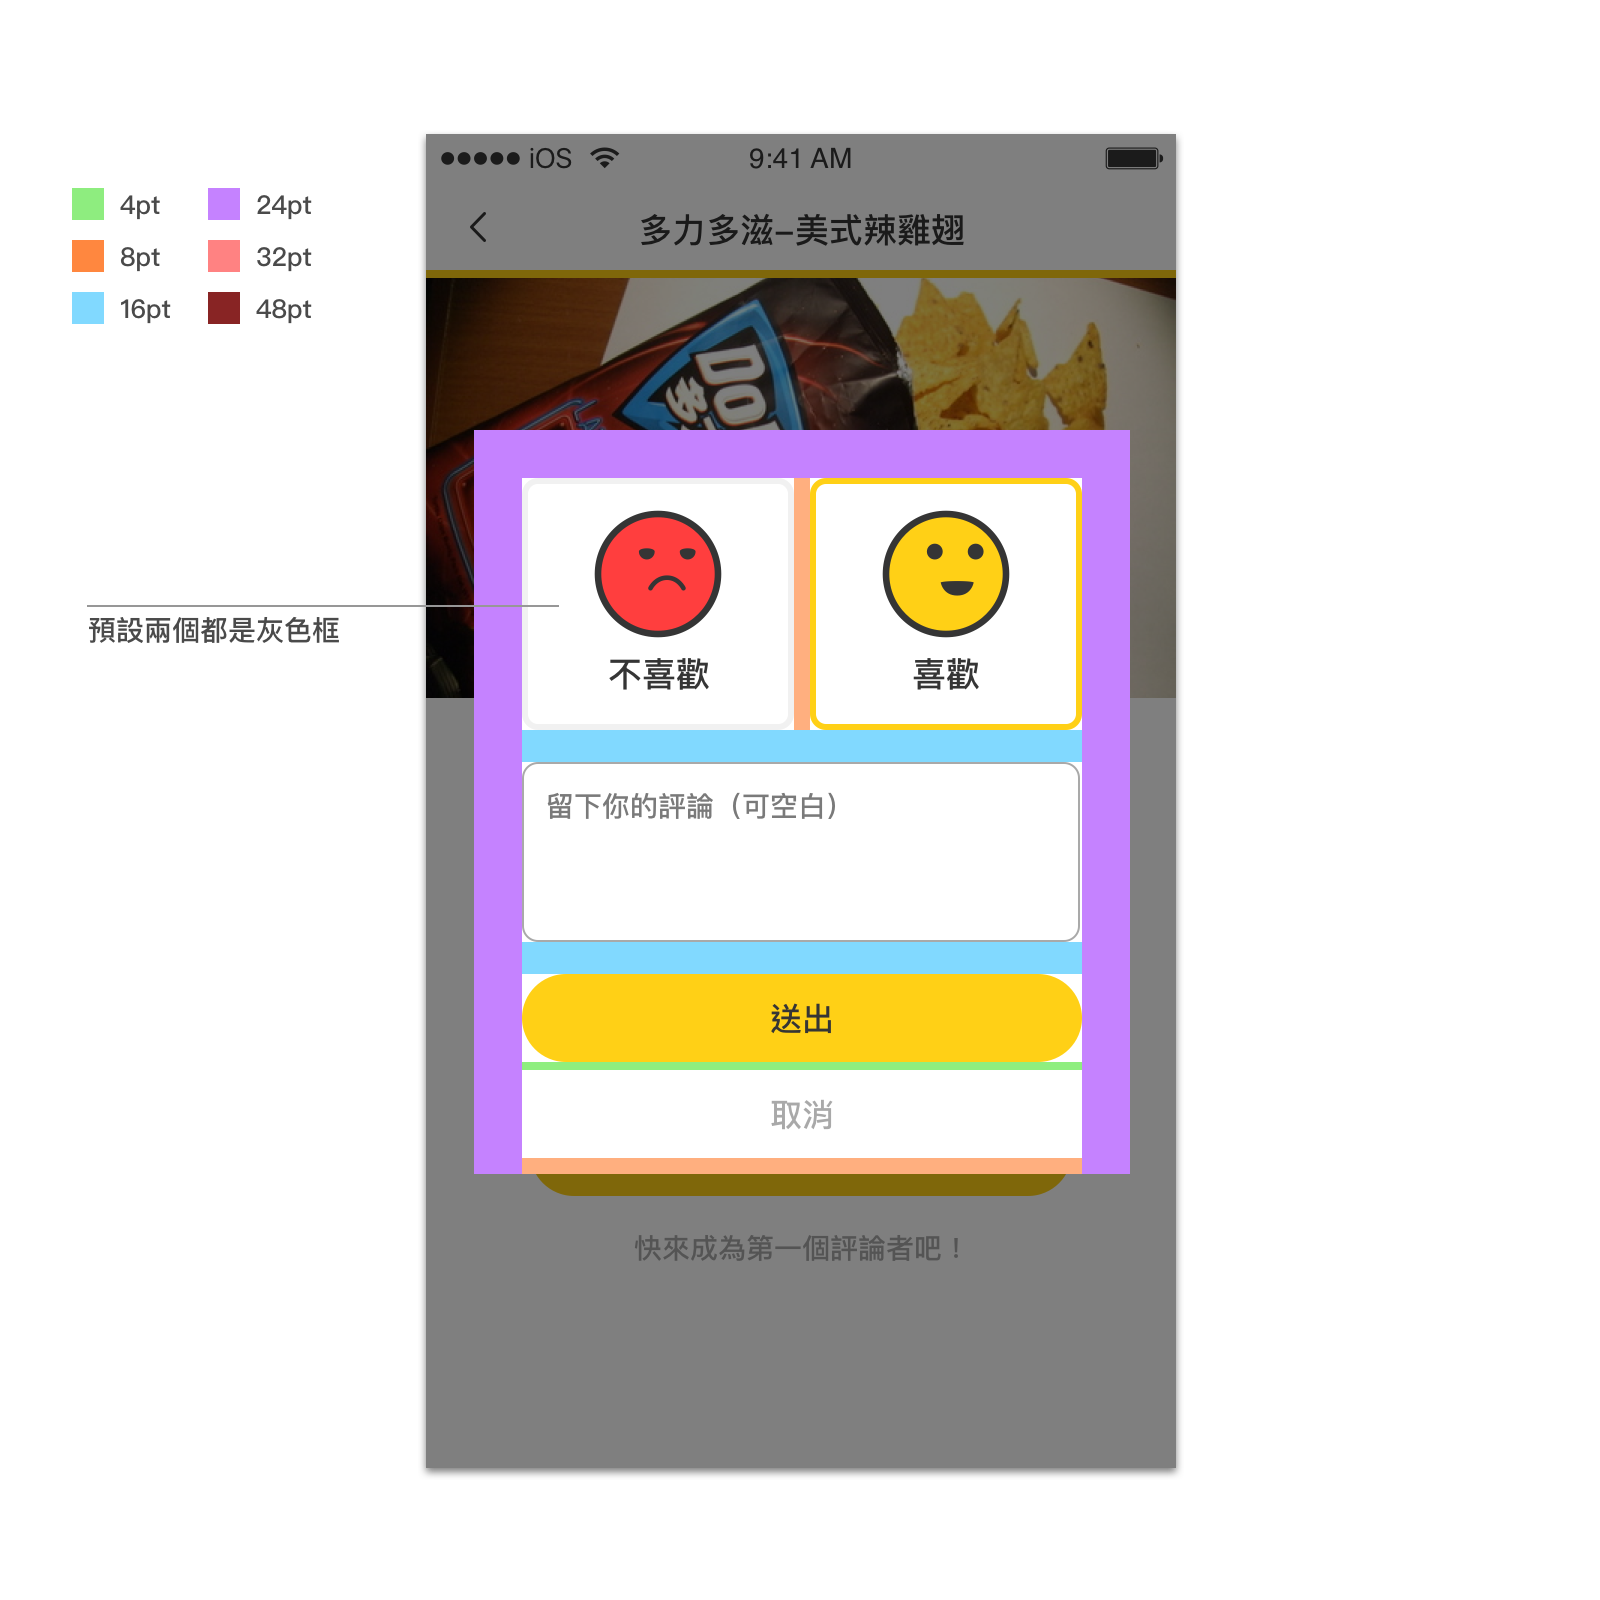 ●●●●● iOS 9:41 AM
多力多滋–美式辣雞翅
4pt 24pt
8pt 32pt
16pt 48pt
多
預設兩個都是灰色框
不喜歡 喜歡
留下你的評論（可空白）
送出
取消
快來成為第一個評論者吧！